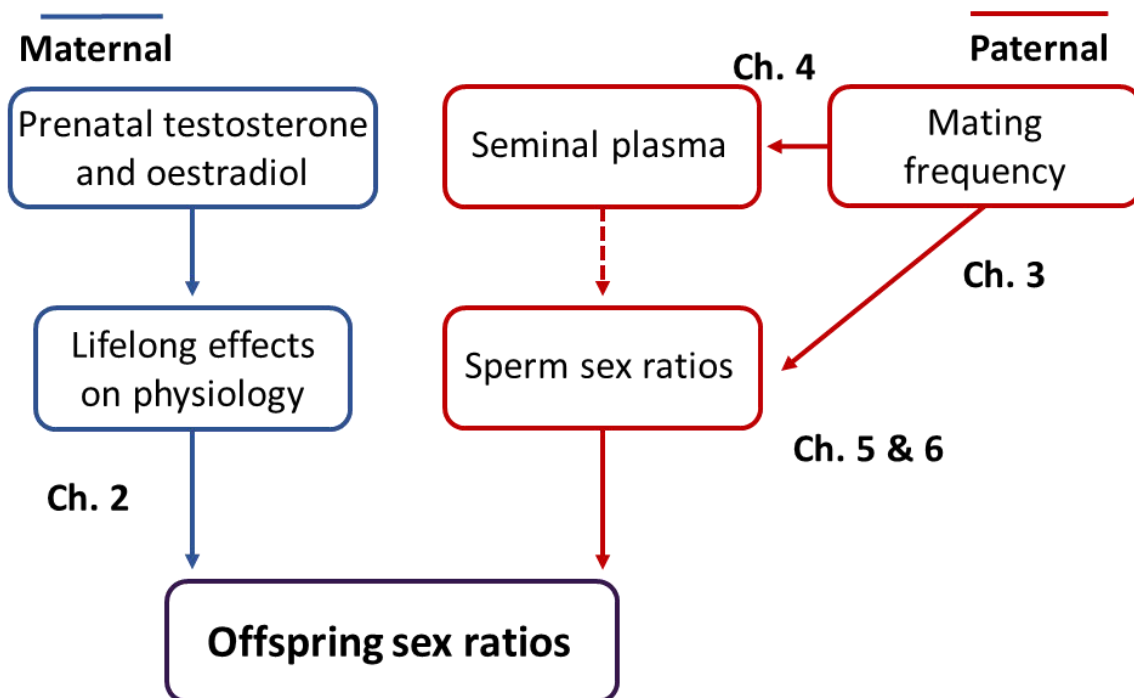 Maternal
Paternal
Ch. 4
Prenatal testosterone
and oestradiol
Seminal plasma
Mating
frequency
Ch. 3
Lifelong effects
on physiology
Sperm sex ratios
Ch. 5 & 6
Ch. 2
Offspring sex ratios